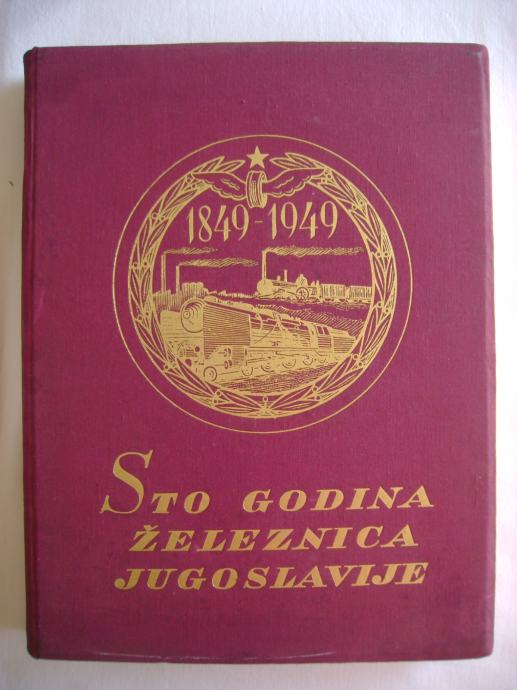 1849-1949
STO GODINA
ŽELEZNICA
JUGOSLAVIJE